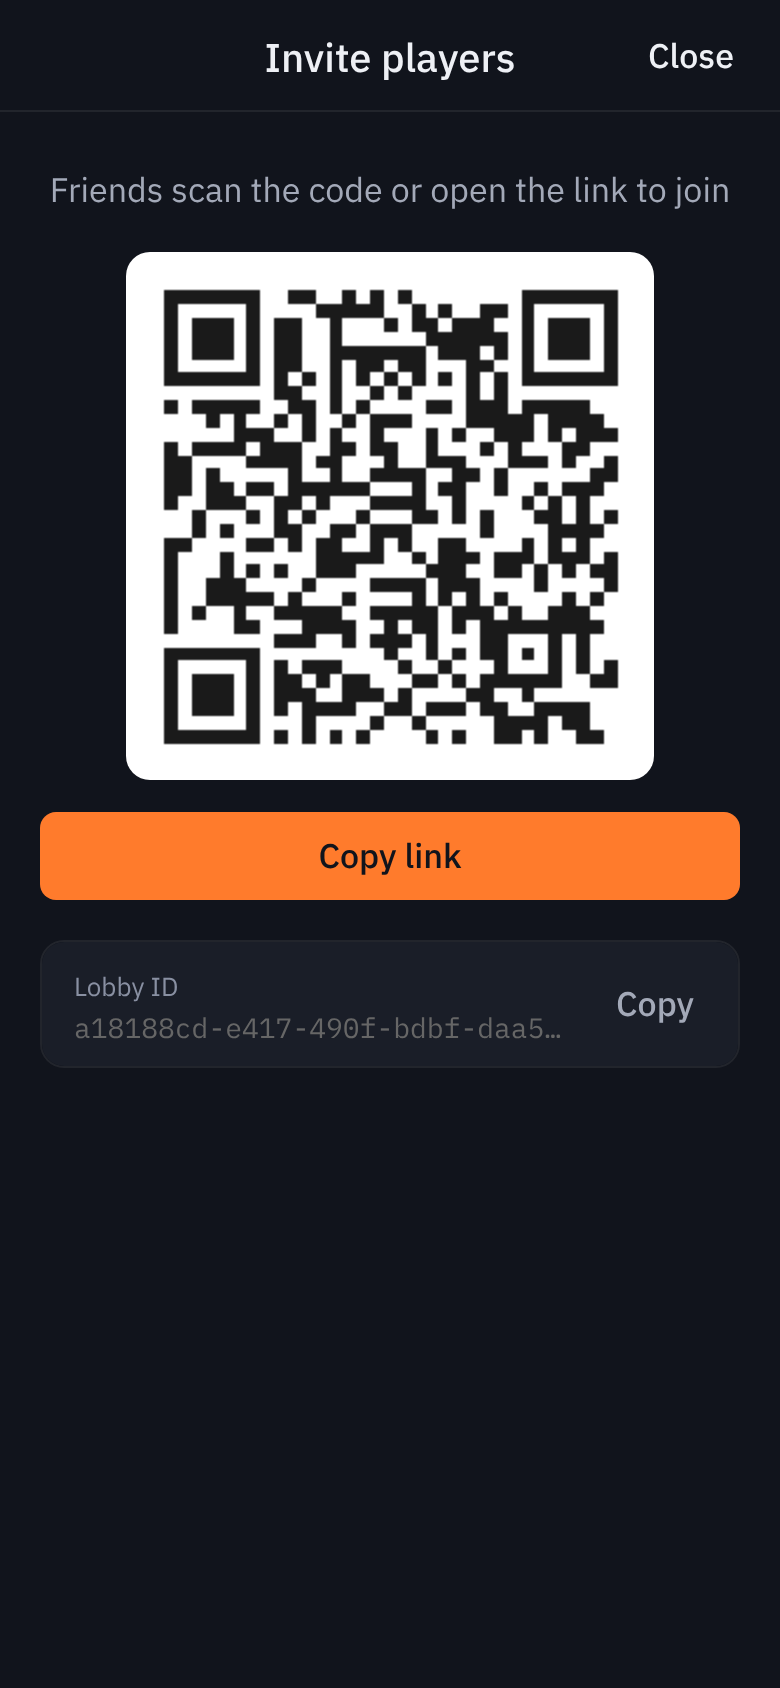 Invite players
Close
Friends scan the code or open the link to join
Copy link
Lobby ID
a18188cd-e417-490f-bdbf-daa5…
Copy